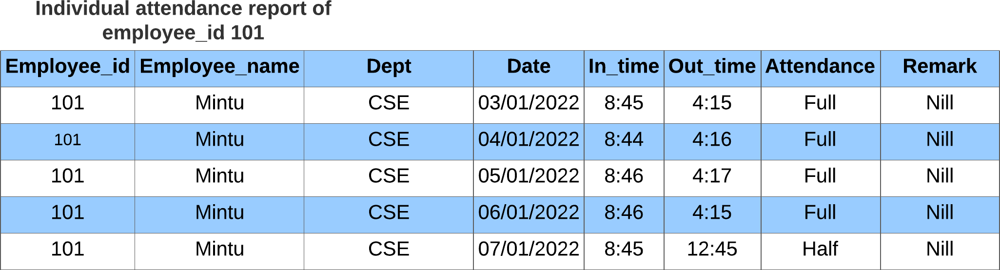 Individual attendance report of
employee_id 101
Employee_id Employee_name Dept Date In_time Out_time Attendance Remark
101 Mintu CSE 03/01/2022 8:45 4:15 Full Nill
101 Mintu CSE 04/01/2022 8:44 4:16 Full Nill
101 Mintu CSE 05/01/2022 8:46 4:17 Full Nill
101 Mintu CSE 06/01/2022 8:46 4:15 Full Nill
101 Mintu CSE 07/01/2022 8:45 12:45 Half Nill